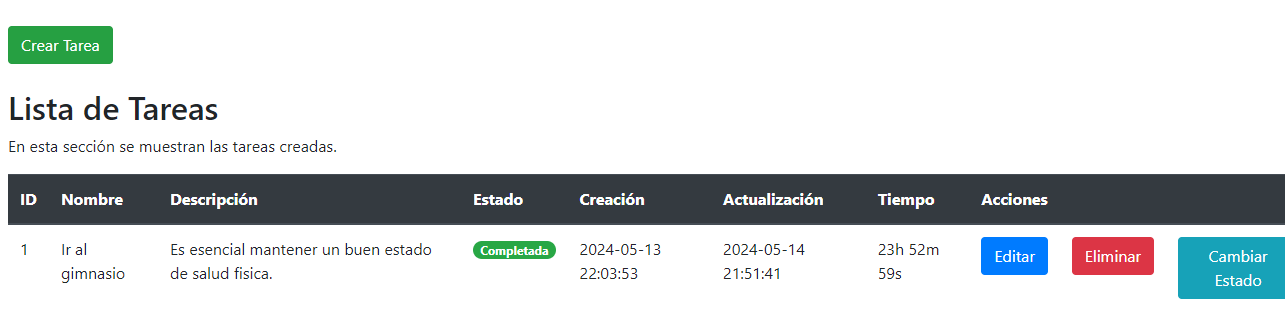 Crear Tarea
Lista de Tareas
En esta sección se muestran las tareas creadas.
ID Nombre Descripción Estado Creación Actualización Tiempo Acciones
1 Ir al Es esencial mantener un buen estado Completada 2024-05-13 2024-05-14 23h 52m Editar Eliminar Cambiar
gimnasio de salud fisica. 22:03:53 21:51:41 59s Estado